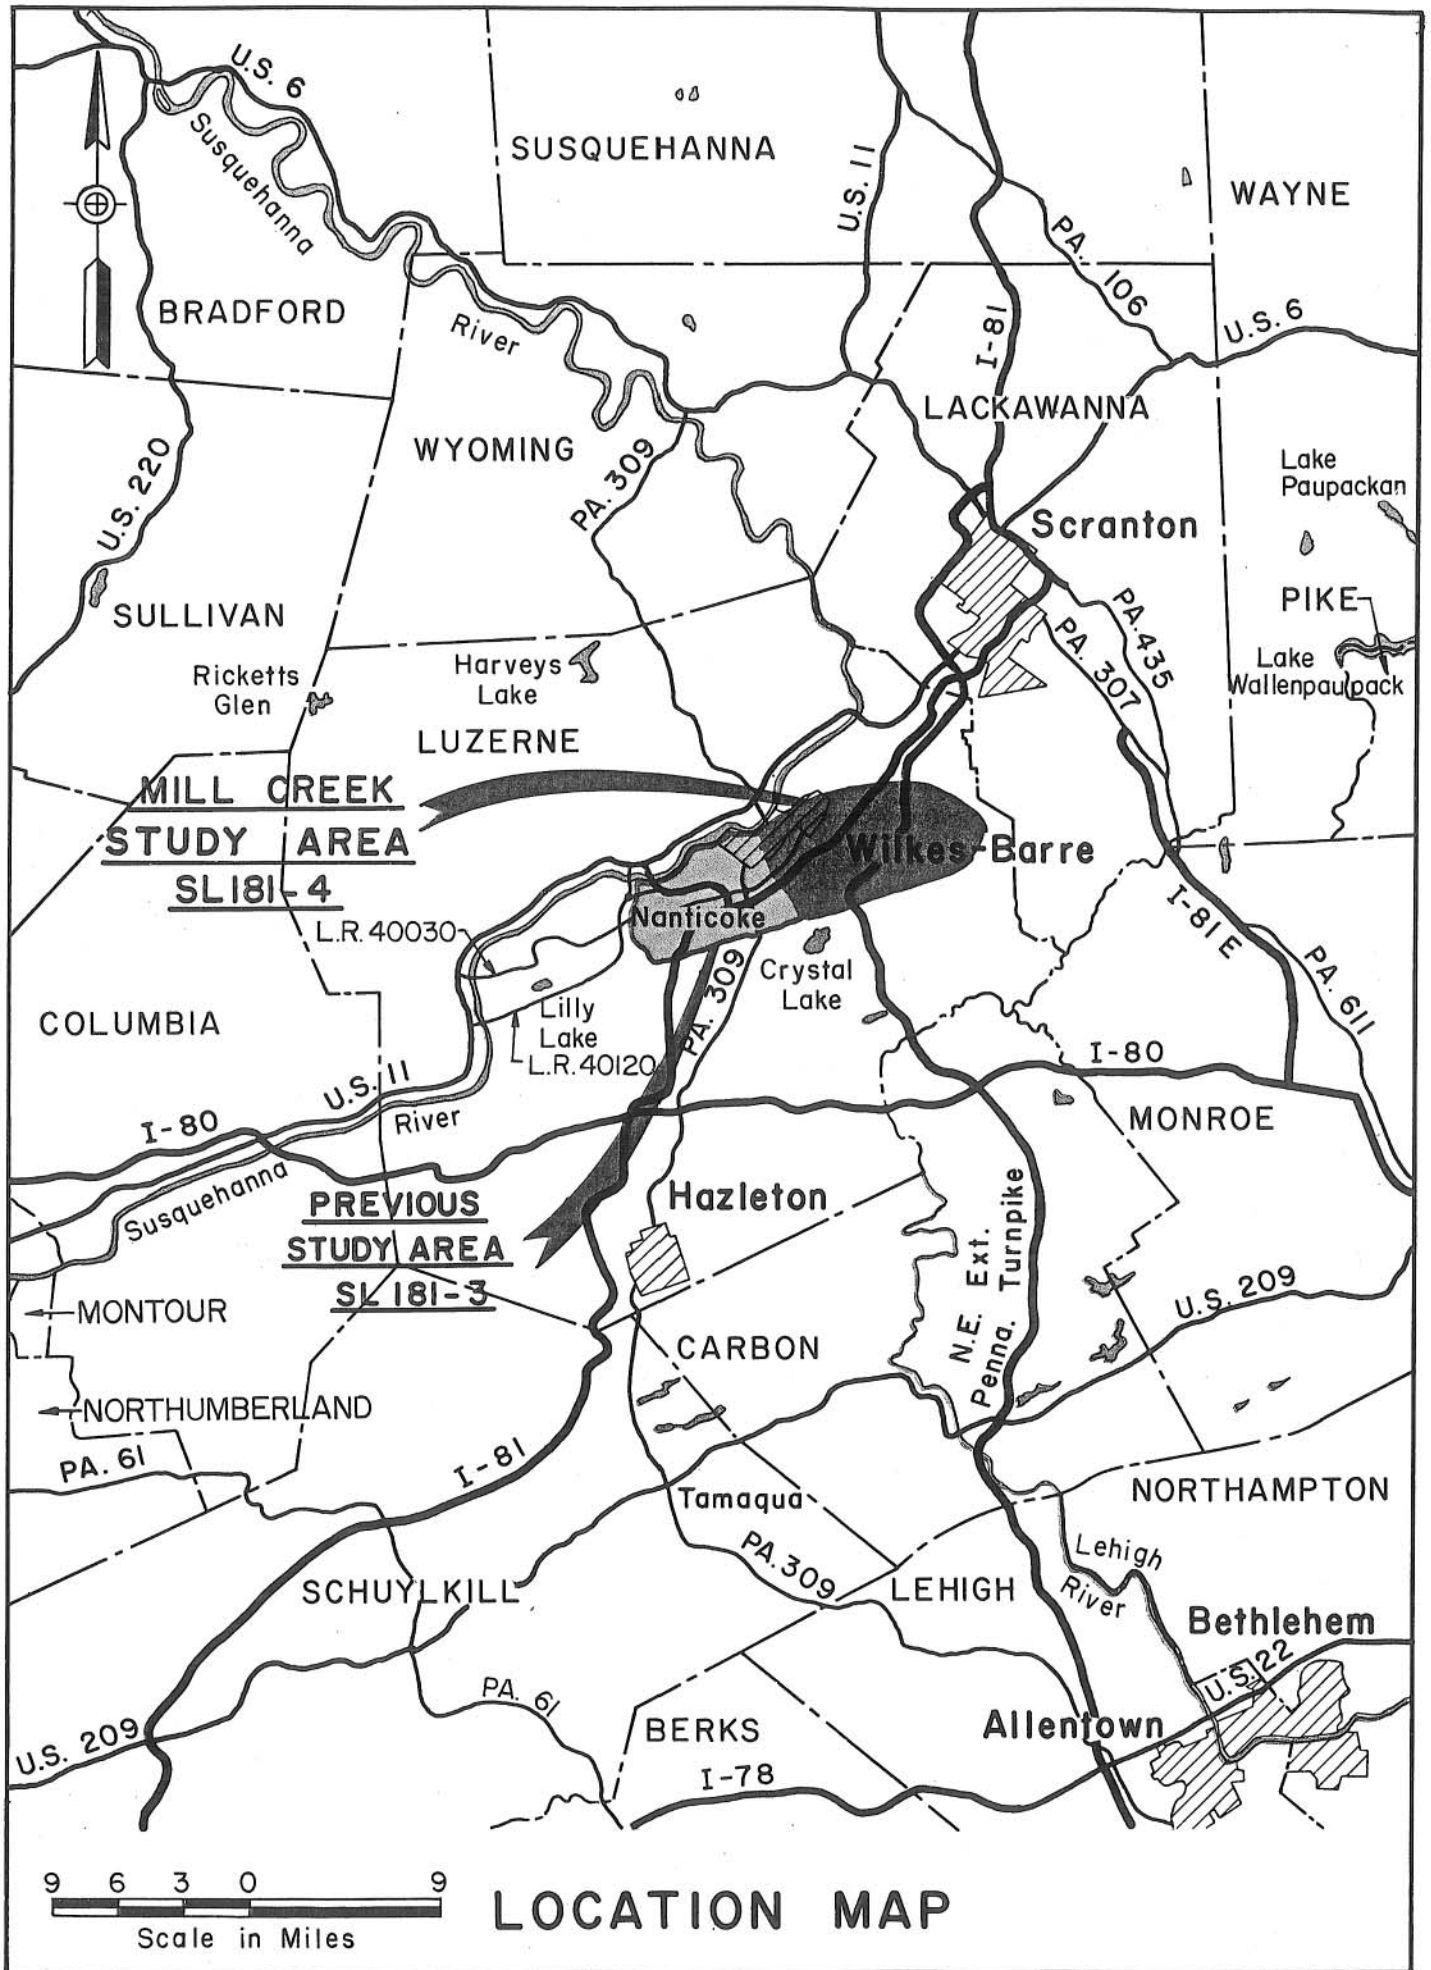 U.S. 6
Susquehanna
SUSQUEHANNA
U.S. 11
WAYNE
PA. 106
BRADFORD
River
I-81
U.S. 6
LACKAWANNA
WYOMING
PA. 309
U.S. 220
Lake
Paupackan
Scranton
SULLIVAN
PIKE
PA. 435
PA. 307
Ricketts
Glen
Harveys
Lake
Lake
Wallenpaupack
LUZERNE
MILL CREEK
STUDY AREA
SL 181-4
Wilkes-Barre
Nanticoke
L.R. 40030
I-81 E
PA. 309
Crystal
Lake
PA. 611
COLUMBIA
Lilly
Lake
L.R. 40120
I-80
U.S. 11
River
I-80
MONROE
Susquehanna
PREVIOUS
STUDY AREA
SL 181-3
Hazleton
N.E. Ext.
Penna. Turnpike
MONTOUR
U.S. 209
CARBON
NORTHUMBERLAND
PA. 61
I-81
Tamaqua
NORTHAMPTON
PA. 309
Lehigh
River
SCHUYLKILL
LEHIGH
Bethlehem
U.S. 22
PA. 61
BERKS
Allentown
U.S. 209
I-78
9 6 3 0 9
Scale in Miles
LOCATION MAP